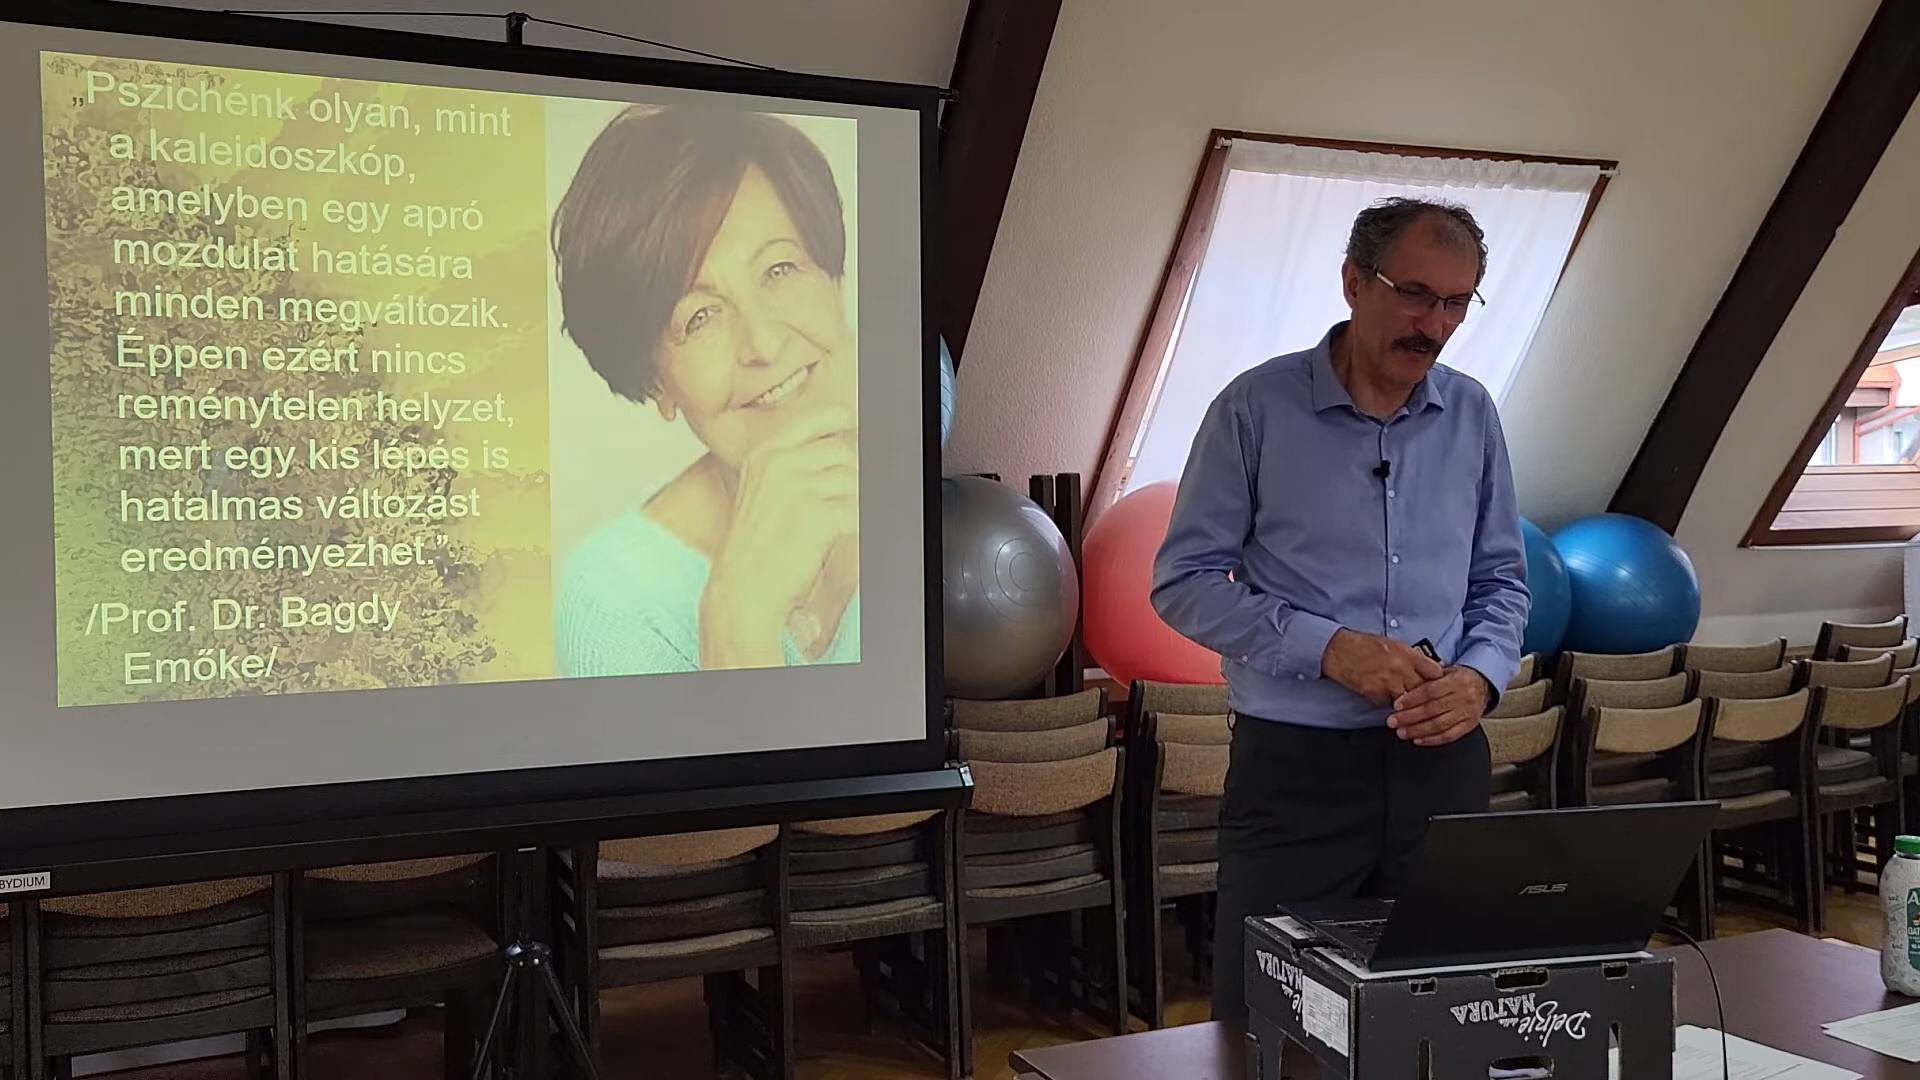 „Pszichénk olyan, mint
a kaleidoszkóp,
amelyben egy apró
mozdulat hatására
minden megváltozik.
Éppen ezért nincs
reménytelen helyzet,
mert egy kis lépés is
hatalmas változást
eredményezhet.”
/Prof. Dr. Bagdy
Emőke/
BYDIUM
ASUS
Delizie
NATURA
NATURA